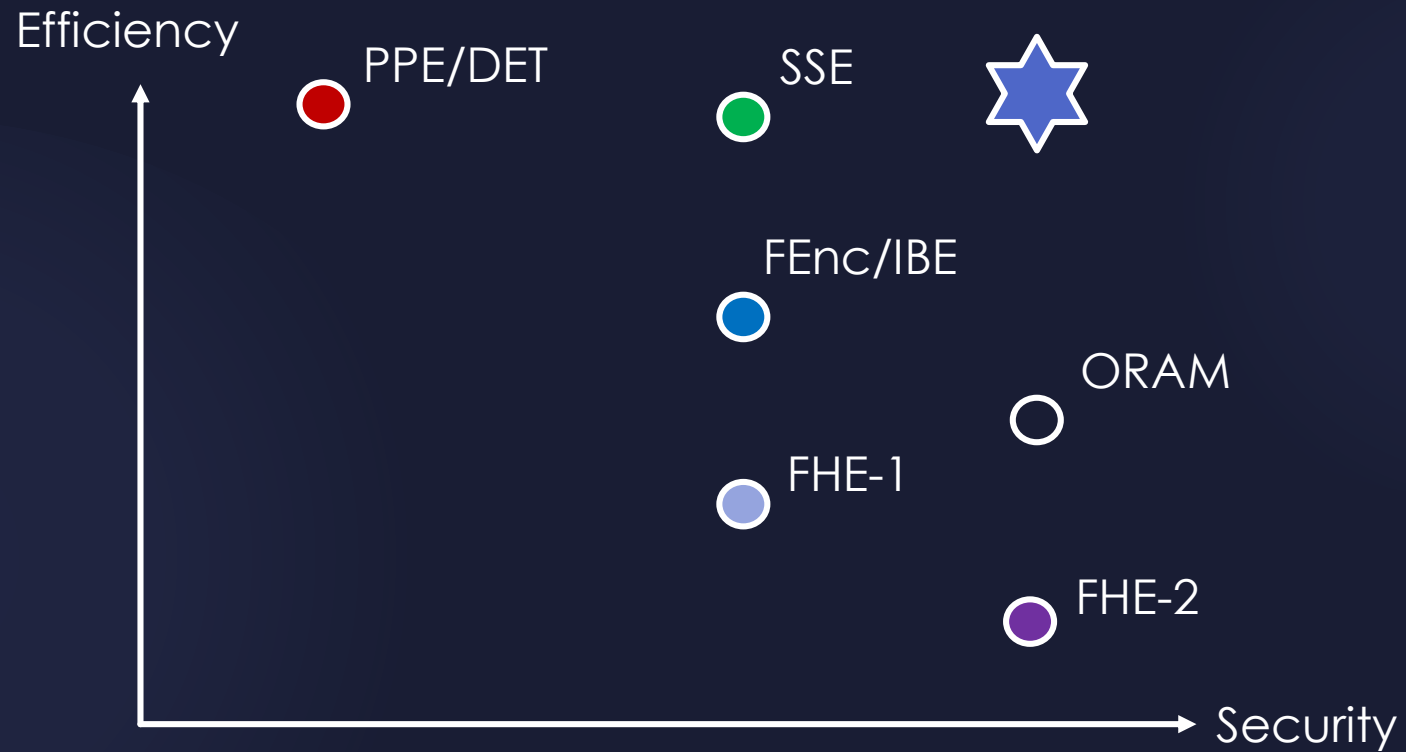 Efficiency
PPE/DET
SSE
FEnc/IBE
ORAM
FHE-1
FHE-2
Security